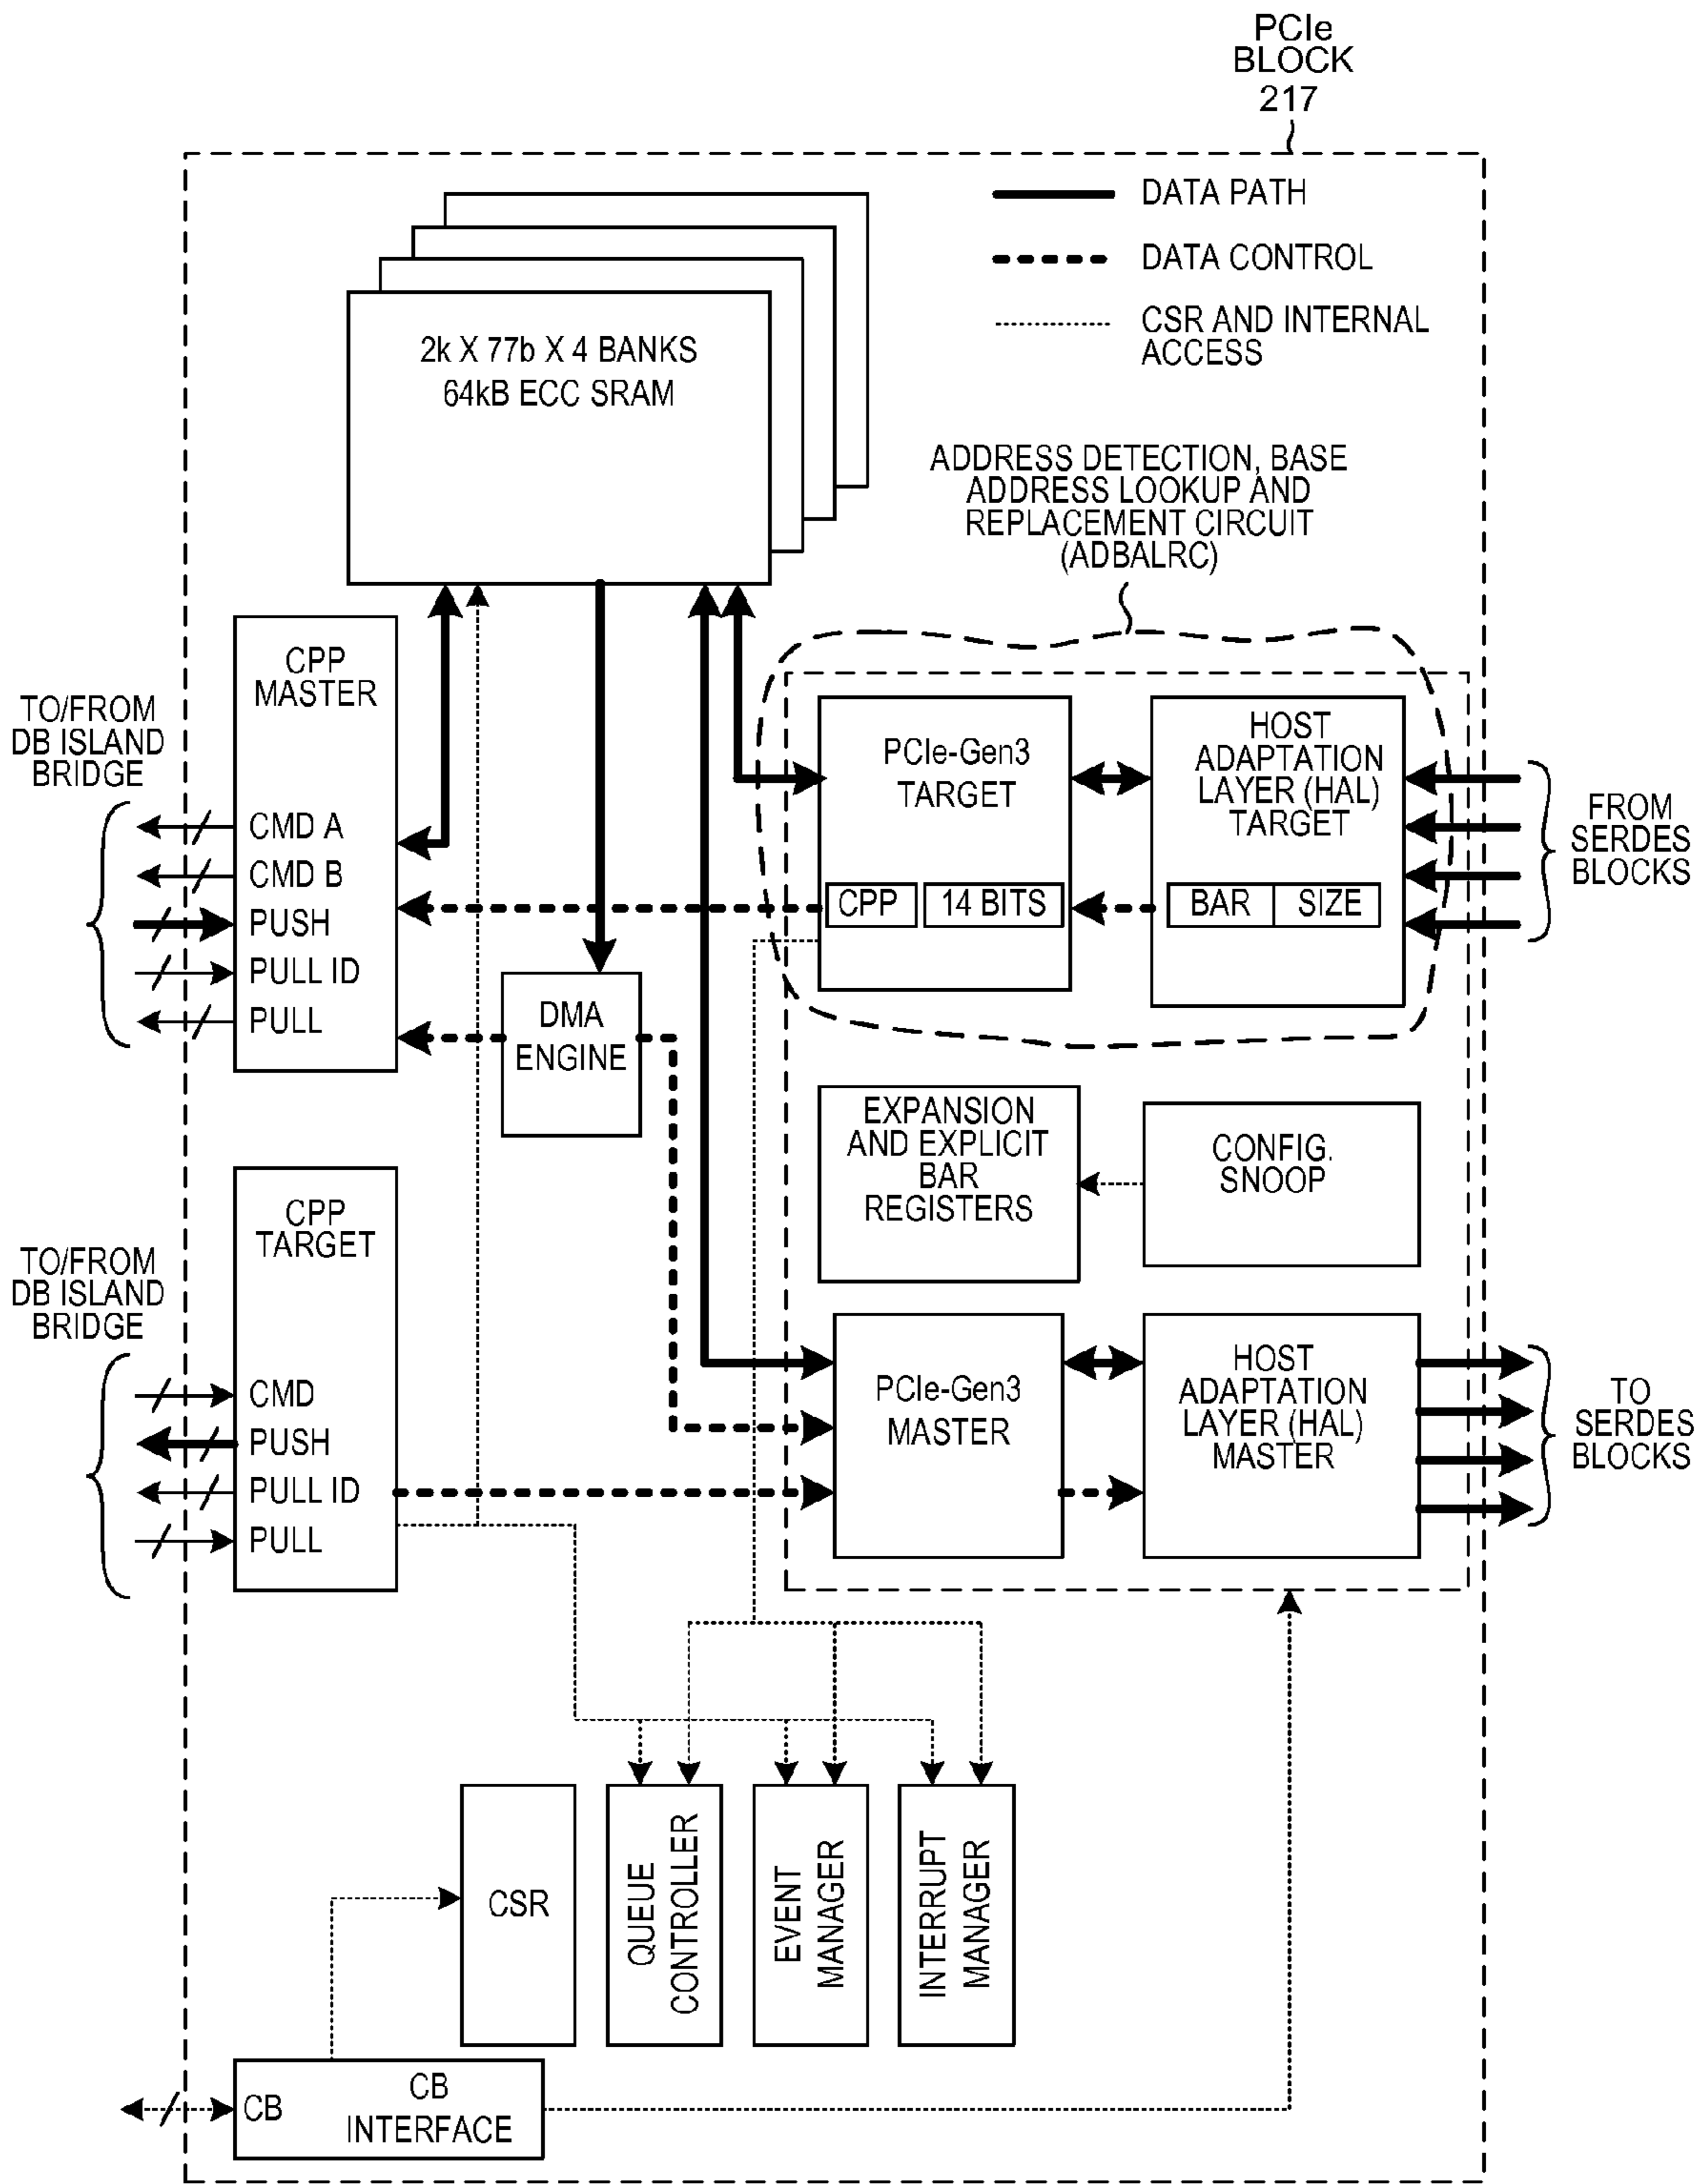 PCIe
BLOCK
217
DATA PATH
DATA CONTROL
CSR AND INTERNAL
ACCESS
2k X 77b X 4 BANKS
64kB ECC SRAM
ADDRESS DETECTION, BASE
ADDRESS LOOKUP AND
REPLACEMENT CIRCUIT
(ADBALRC)
TO/FROM
DB ISLAND
BRIDGE
CPP
MASTER
CMD A
CMD B
PUSH
PULL ID
PULL
PCIe-Gen3
TARGET
CPP
14 BITS
HOST
ADAPTATION
LAYER (HAL)
TARGET
BAR
SIZE
FROM
SERDES
BLOCKS
DMA
ENGINE
EXPANSION
AND EXPLICIT
BAR
REGISTERS
CONFIG.
SNOOP
TO/FROM
DB ISLAND
BRIDGE
CPP
TARGET
CMD
PUSH
PULL ID
PULL
PCIe-Gen3
MASTER
HOST
ADAPTATION
LAYER (HAL)
MASTER
TO
SERDES
BLOCKS
CSR
QUEUE
CONTROLLER
EVENT
MANAGER
INTERRUPT
MANAGER
CB
CB
INTERFACE